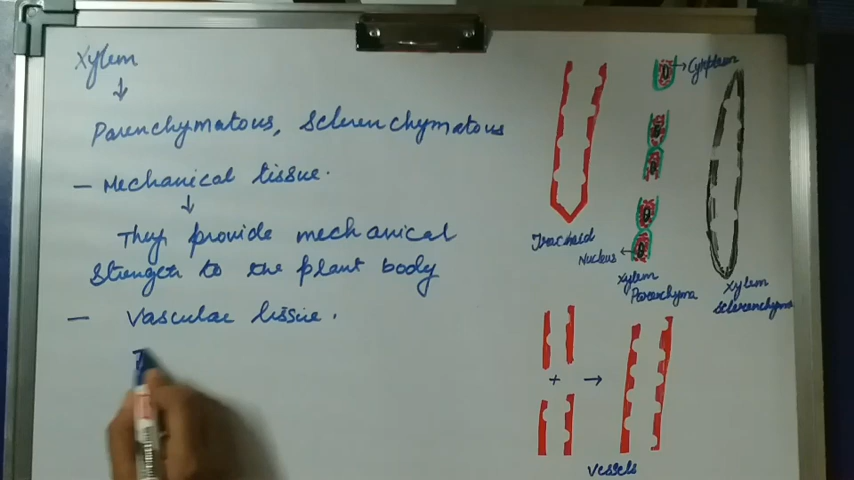 Xylem
Parenchymatous, Sclerenchymatous
- Mechanical tissue.
They provide mechanical
strength to the plant body
- Vascular tissue.
T
Cytoplasm
Tracheid
Nucleus
Xylem
Parenchyma
Xylem
Sclerenchyma
+
Vessels